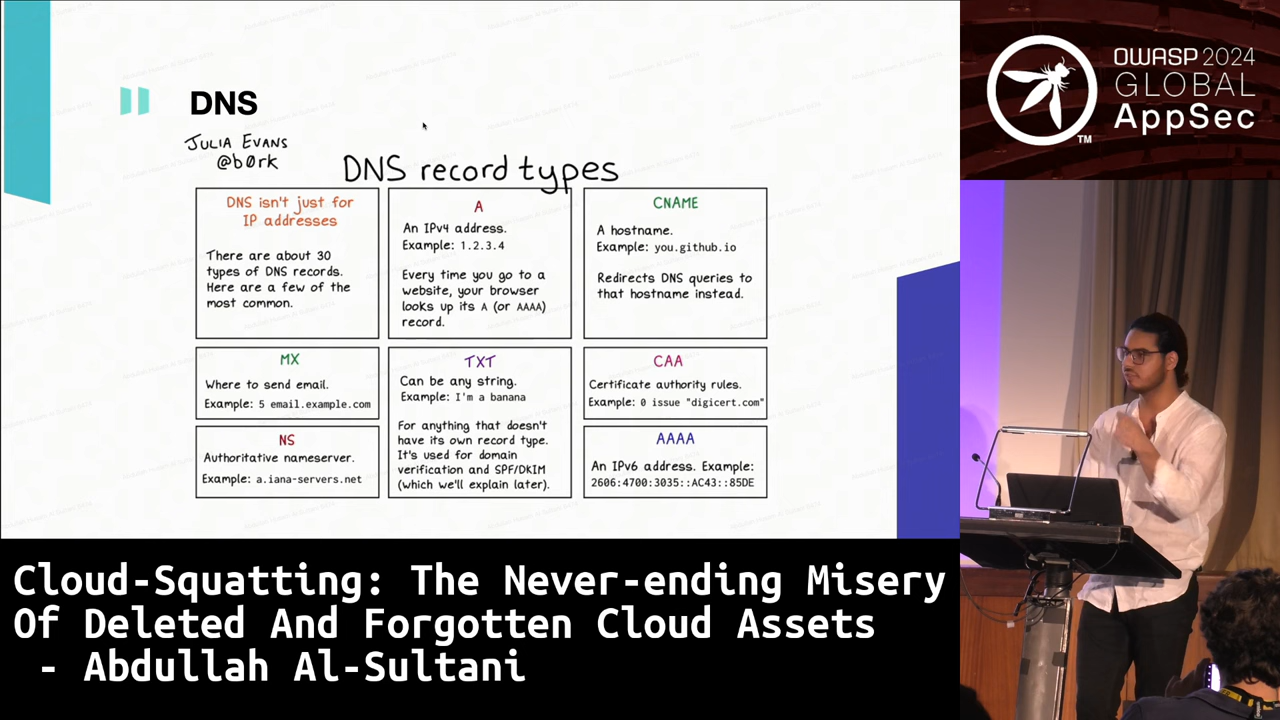 DNS
JULIA EVANS
@b0rk
DNS record types
DNS isn't just for
IP addresses
There are about 30
types of DNS records.
Here are a few of the
most common.
A
An IPv4 address.
Example: 1.2.3.4
Every time you go to a
website, your browser
looks up its A (or AAAA)
record.
CNAME
A hostname.
Example: you.github.io
Redirects DNS queries to
that hostname instead.
MX
Where to send email.
Example: 5 email.example.com
NS
Authoritative nameserver.
Example: a.iana-servers.net
TXT
Can be any string.
Example: I'm a banana
For anything that doesn't
have its own record type.
It's used for domain
verification and SPF/DKIM
(which we'll explain later).
CAA
Certificate authority rules.
Example: 0 issue "digicert.com"
AAAA
An IPv6 address. Example:
2606:4700:3035::AC43::85DE
OWASP 2024
GLOBAL
AppSec
TM
Cloud-Squatting: The Never-ending Misery
Of Deleted And Forgotten Cloud Assets
- Abdullah Al-Sultani